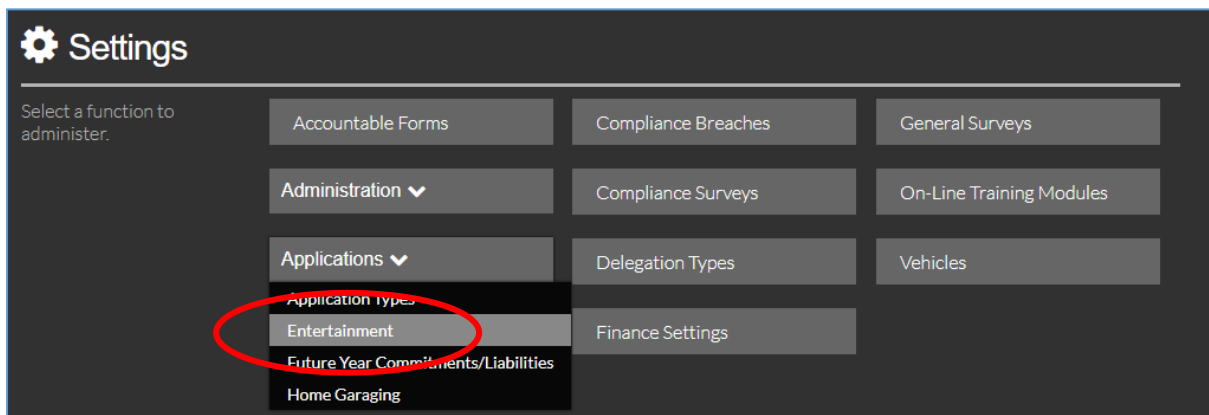 Settings
Select a function to
administer.
Accountable Forms
Compliance Breaches
General Surveys
Administration
Compliance Surveys
On-Line Training Modules
Applications
Delegation Types
Vehicles
Application Types
Entertainment
Finance Settings
Future Year Commitments/Liabilities
Home Garaging